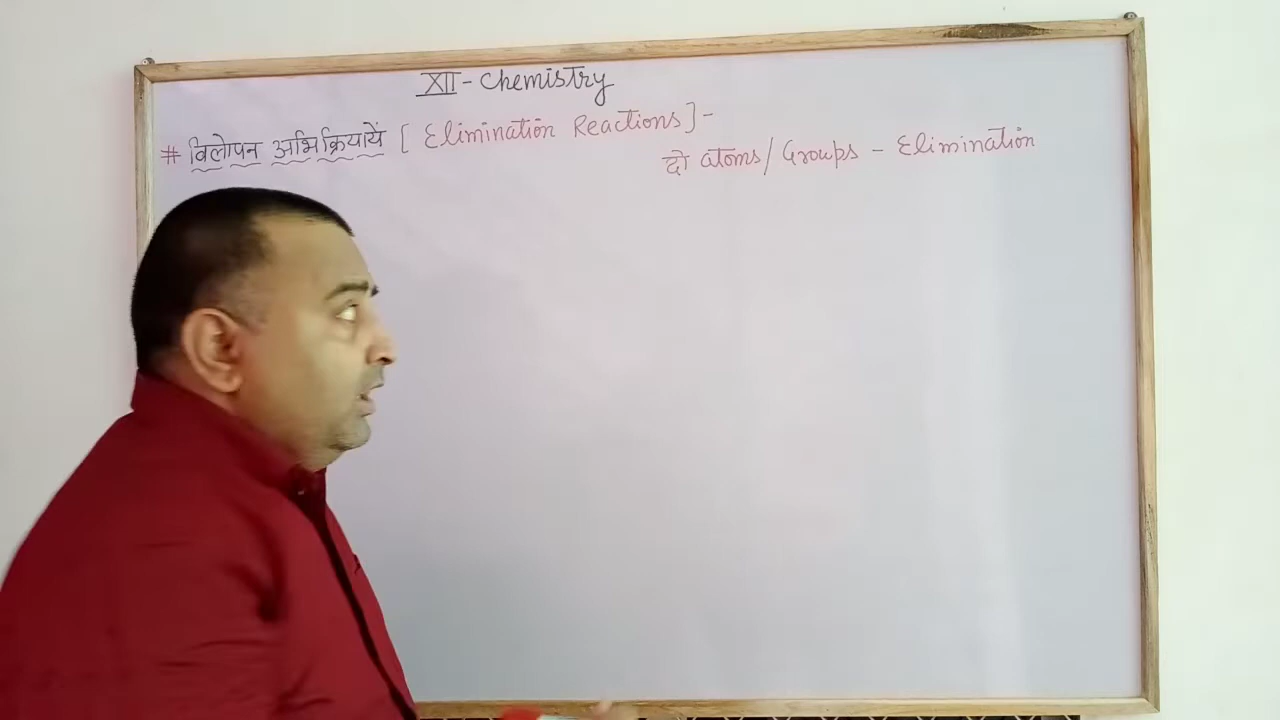 XII - Chemistry
# विलोपन अभिक्रियायें [ Elimination Reactions ] -
दो atoms / Groups - Elimination